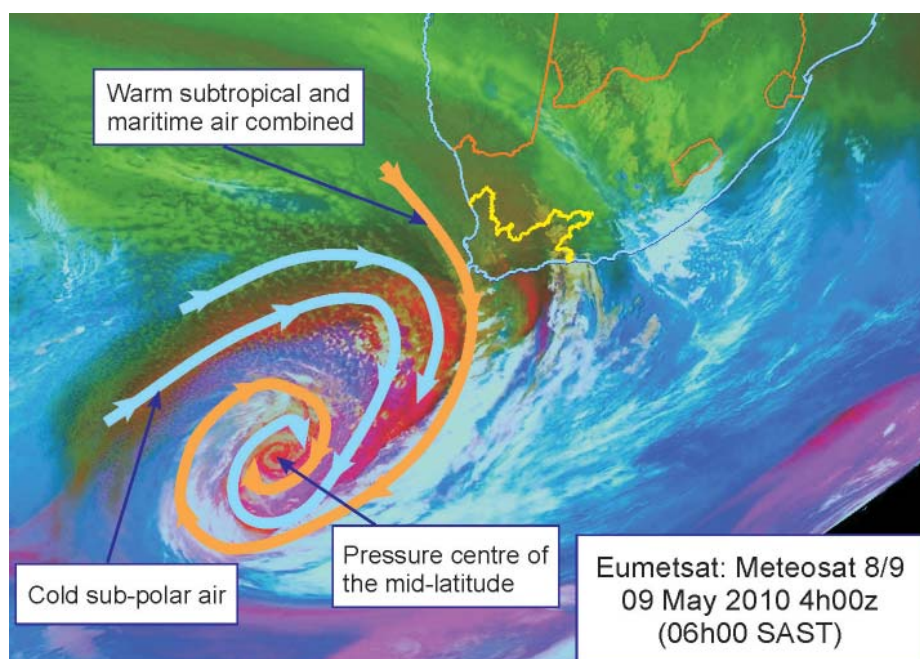 Warm subtropical and
maritime air combined
Cold sub-polar air
Pressure centre of
the mid-latitude
Eumetsat: Meteosat 8/9
09 May 2010 4h00z
(06h00 SAST)